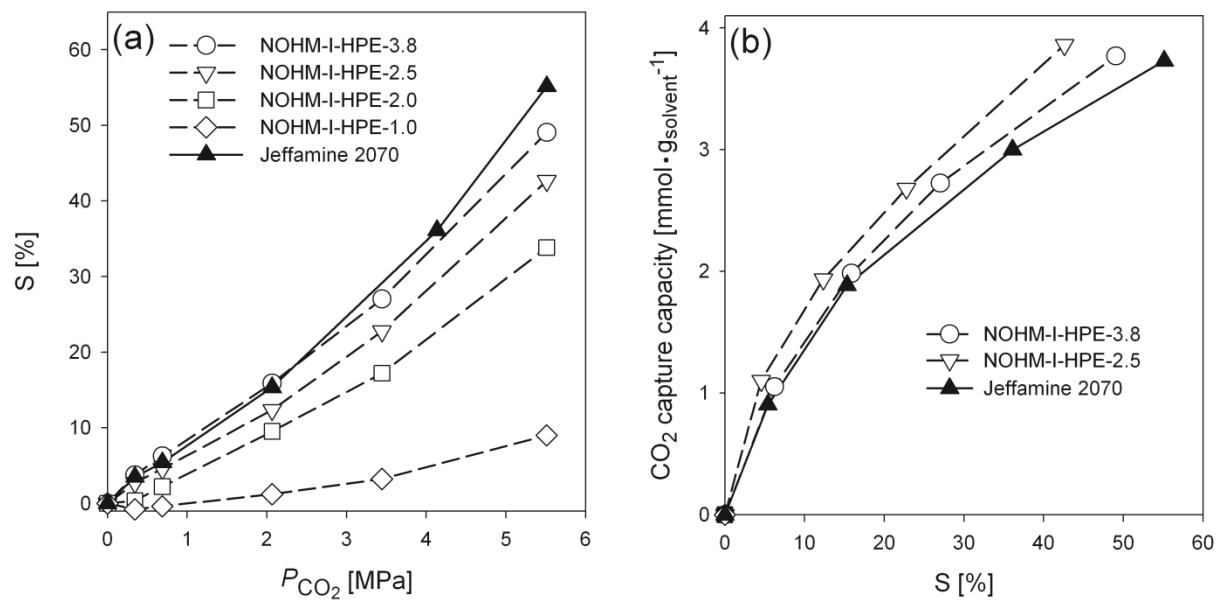 (a)
NOHM-I-HPE-3.8
NOHM-I-HPE-2.5
NOHM-I-HPE-2.0
NOHM-I-HPE-1.0
Jeffamine 2070
60
50
40
30
20
10
0
S [%]
0 1 2 3 4 5 6
P_CO₂ [MPa]
(b)
4
3
2
1
0
CO₂ capture capacity [mmol·g_solvent⁻¹]
NOHM-I-HPE-3.8
NOHM-I-HPE-2.5
Jeffamine 2070
0 10 20 30 40 50 60
S [%]